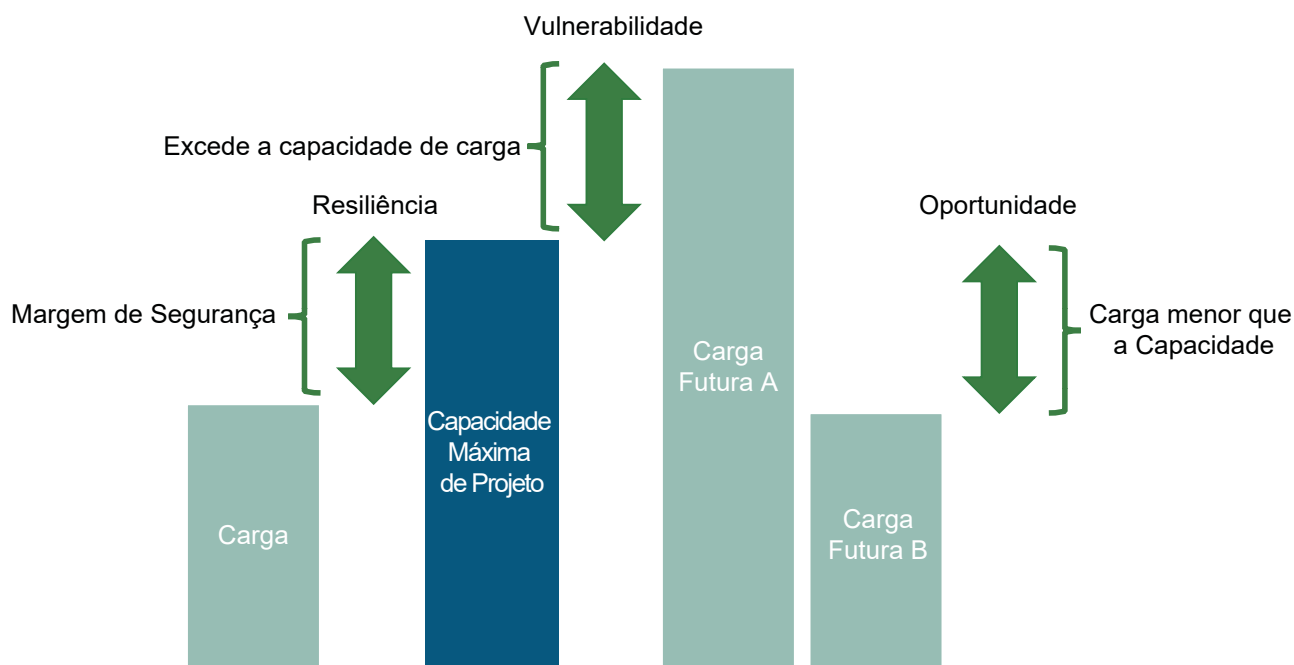 Vulnerabilidade
Excede a capacidade de carga
Resiliência
Oportunidade
Margem de Segurança
Carga menor que
a Capacidade
Carga
Futura A
Capacidade
Máxima
de Projeto
Carga
Carga
Futura B